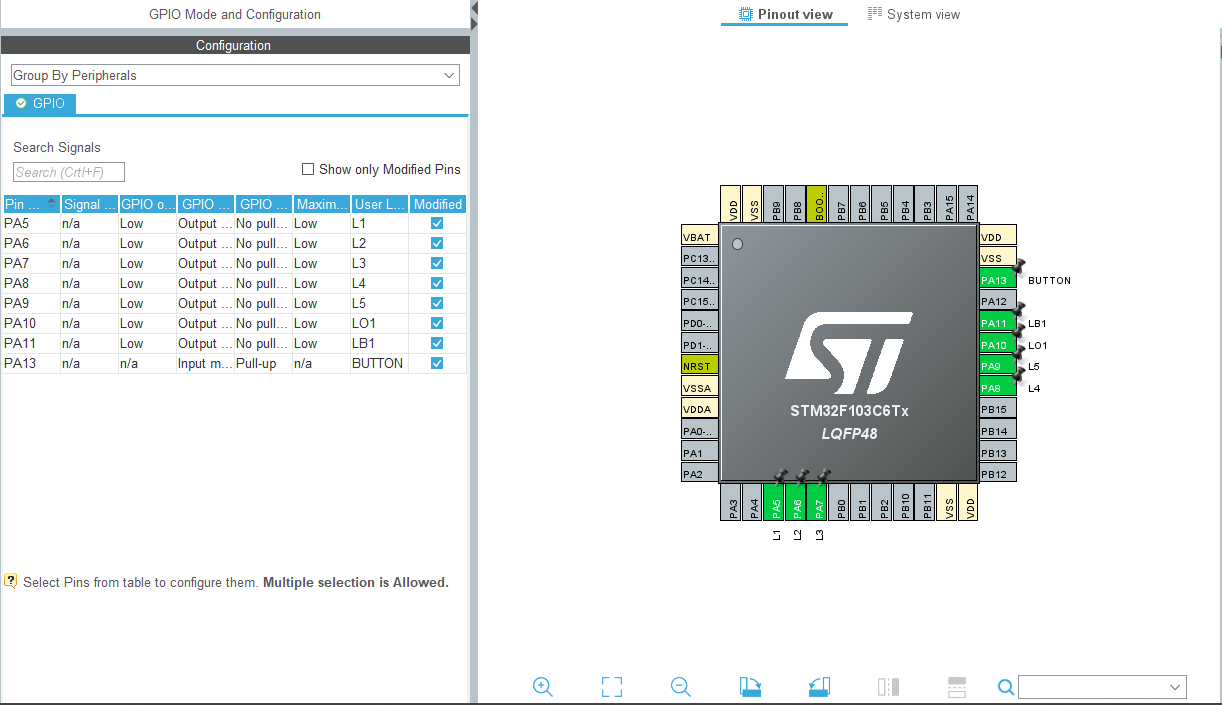 GPIO Mode and Configuration
Configuration
Group By Peripherals
GPIO
Search Signals
Search (Crtl+F)
Show only Modified Pins
Pin ... Signal ... GPIO o... GPIO ... GPIO ... Maxim... User L... Modified
PA5 n/a Low Output ... No pull... Low L1
PA6 n/a Low Output ... No pull... Low L2
PA7 n/a Low Output ... No pull... Low L3
PA8 n/a Low Output ... No pull... Low L4
PA9 n/a Low Output ... No pull... Low L5
PA10 n/a Low Output ... No pull... Low LO1
PA11 n/a Low Output ... No pull... Low LB1
PA13 n/a n/a Input m... Pull-up n/a BUTTON
Select Pins from table to configure them. Multiple selection is Allowed.
Pinout view
System view
VDD VSS PB9 PB8 BOO.. PB7 PB6 PB5 PB4 PB3 PA15 PA14
VBAT
PC13..
PC14..
PC15..
PD0-..
PD1-..
NRST
VSSA
VDDA
PA0-..
PA1
PA2
ST
STM32F103C6Tx
LQFP48
VDD
VSS
PA13 BUTTON
PA12
PA11 LB1
PA10 LO1
PA9 L5
PA8 L4
PB15
PB14
PB13
PB12
PA3 PA4 PA5 PA6 PA7 PB0 PB1 PB2 PB10 PB11 VSS VDD
L1 L2 L3